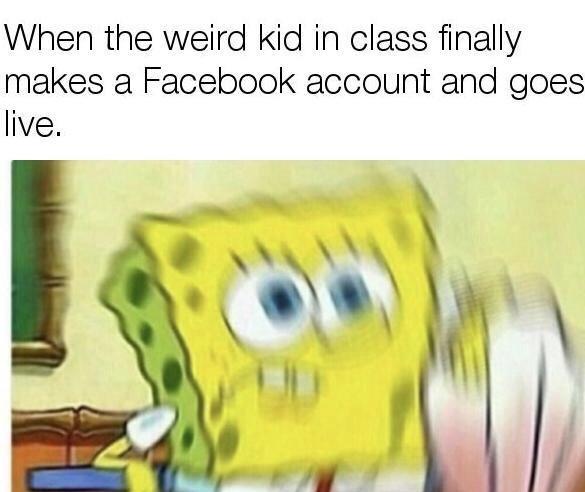 When the weird kid in class finally
makes a Facebook account and goes
live.